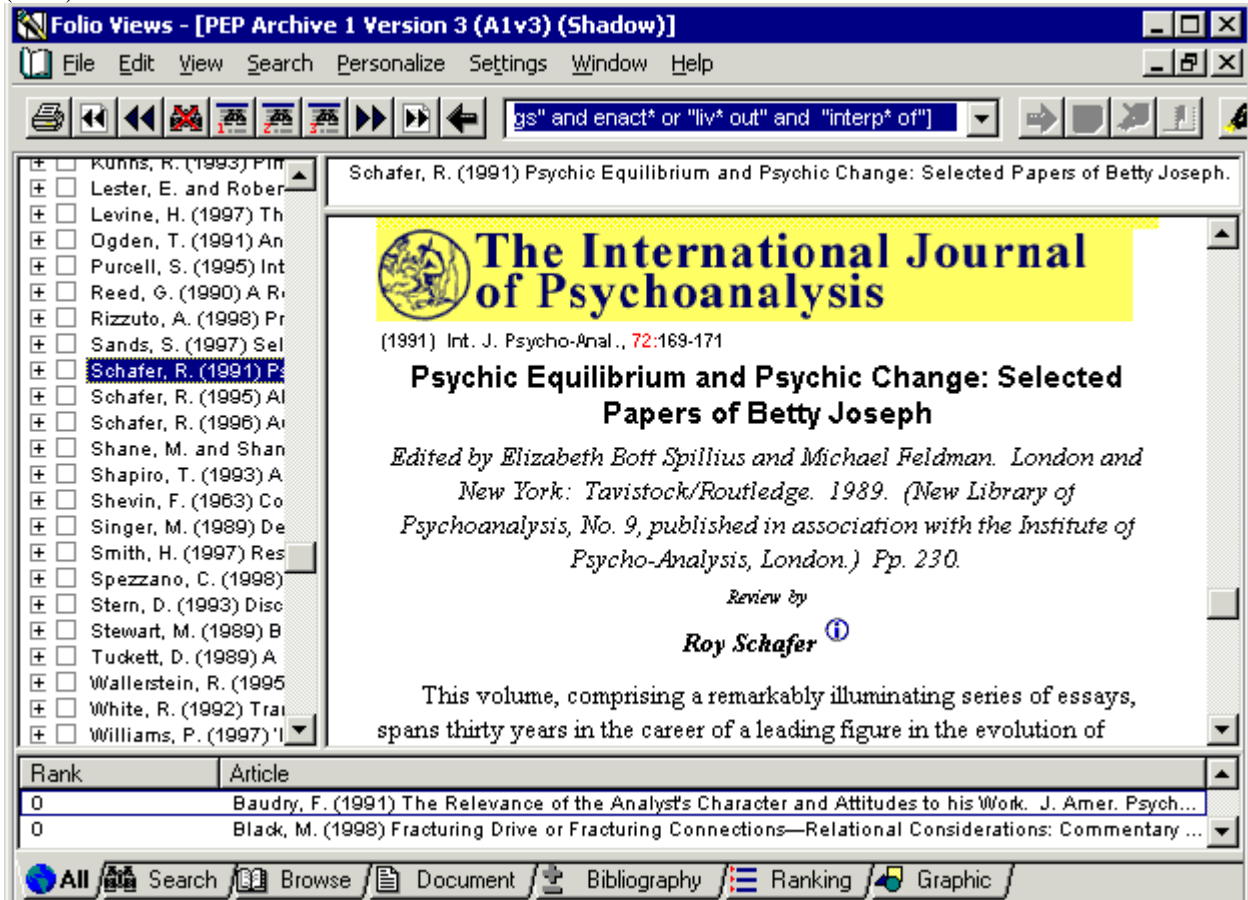 Folio Views - [PEP Archive 1 Version 3 (A1v3) (Shadow)]
File Edit View Search Personalize Settings Window Help
gs" and enact* or "liv* out" and "interp* of"]
Kuhns, R. (1993)
Lester, E. and Rober
Levine, H. (1997) Th
Ogden, T. (1991) An
Purcell, S. (1995) Int
Reed, G. (1990) A R
Rizzuto, A. (1998) Pr
Sands, S. (1997) Sel
Schafer, R. (1991) Ps
Schafer, R. (1995) Al
Schafer, R. (1996) A
Shane, M. and Shan
Shapiro, T. (1993) A
Shevin, F. (1963) Co
Singer, M. (1989) De
Smith, H. (1997) Res
Spezzano, C. (1998)
Stern, D. (1993) Disc
Stewart, M. (1989) B
Tuckett, D. (1989) A
Wallerstein, R. (1995
White, R. (1992) Tra
Williams, P. (1997) 'I
Schafer, R. (1991) Psychic Equilibrium and Psychic Change: Selected Papers of Betty Joseph.
The International Journal
of Psychoanalysis
(1991) Int. J. Psycho-Anal., 72:169-171
Psychic Equilibrium and Psychic Change: Selected
Papers of Betty Joseph
Edited by Elizabeth Bott Spillius and Michael Feldman. London and
New York: Tavistock/Routledge. 1989. (New Library of
Psychoanalysis, No. 9, published in association with the Institute of
Psycho-Analysis, London.) Pp. 230.
Review by
Roy Schafer
This volume, comprising a remarkably illuminating series of essays,
spans thirty years in the career of a leading figure in the evolution of
Rank Article
0 Baudry, F. (1991) The Relevance of the Analyst's Character and Attitudes to his Work. J. Amer. Psych...
0 Black, M. (1998) Fracturing Drive or Fracturing Connections—Relational Considerations: Commentary ...
All Search Browse Document Bibliography Ranking Graphic